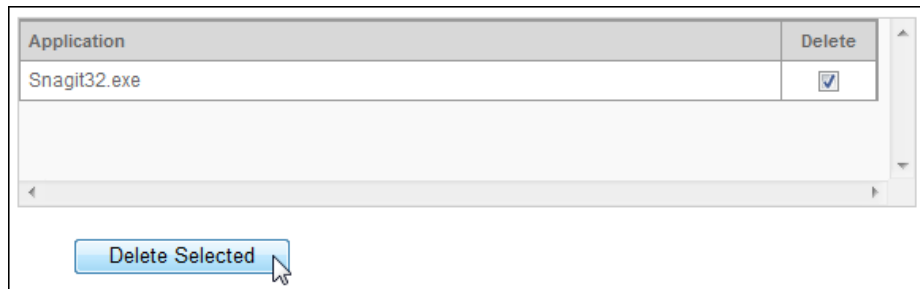 Application Delete
Snagit32.exe
Delete Selected